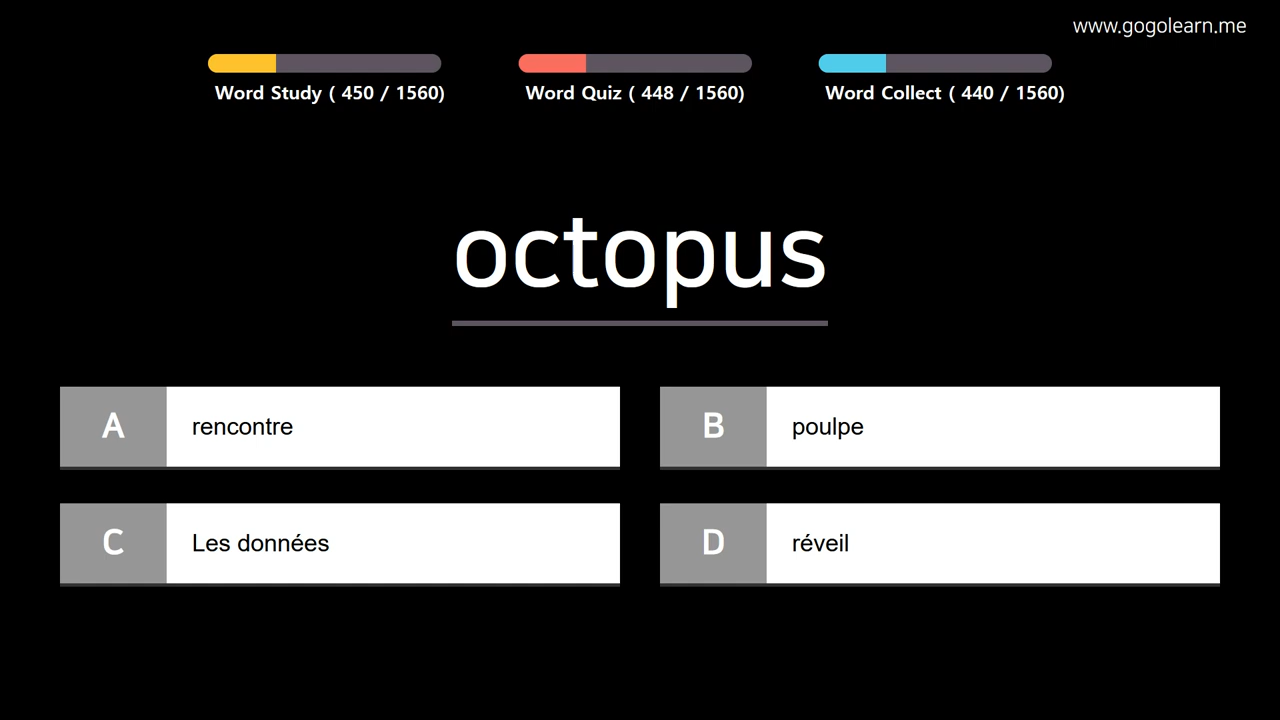 www.gogolearn.me
Word Study ( 450 / 1560)
Word Quiz ( 448 / 1560)
Word Collect ( 440 / 1560)
octopus
A
rencontre
B
poulpe
C
Les données
D
réveil